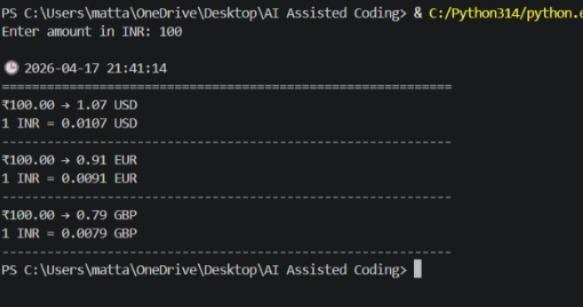 PS C:\Users\matta\OneDrive\Desktop\AI Assisted Coding> & C:/Python314/python.e
Enter amount in INR: 100
🕒 2026-04-17 21:41:14
============================================================
₹100.00 → 1.07 USD
1 INR = 0.0107 USD
------------------------------------------------------------
₹100.00 → 0.91 EUR
1 INR = 0.0091 EUR
------------------------------------------------------------
₹100.00 → 0.79 GBP
1 INR = 0.0079 GBP
------------------------------------------------------------
PS C:\Users\matta\OneDrive\Desktop\AI Assisted Coding>